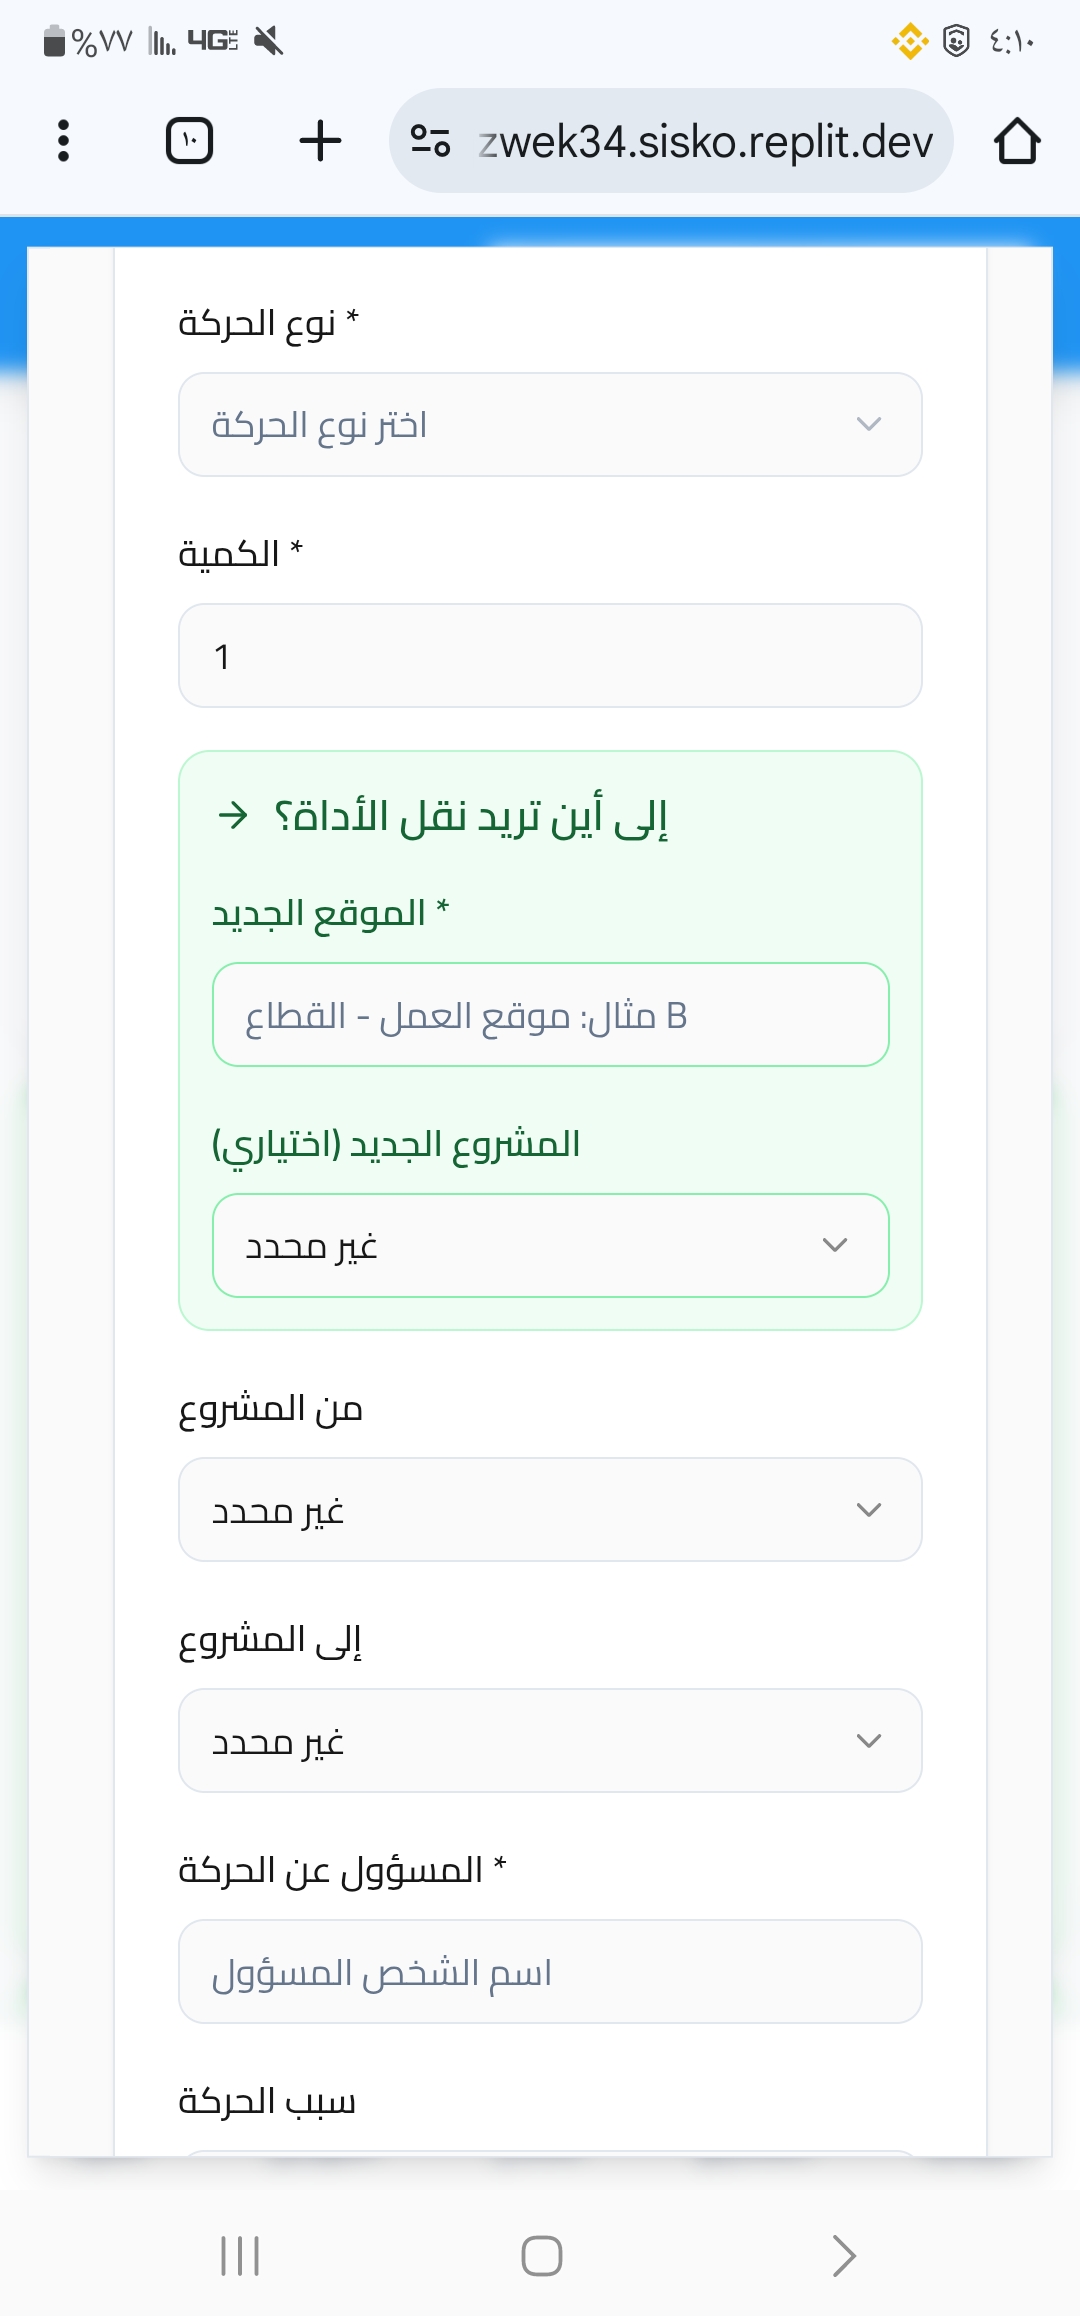 %٧٧ 4G LTE ٤:١٠
١٠ zwek34.sisko.replit.dev
نوع الحركة *
اختر نوع الحركة
الكمية *
1
إلى أين تريد نقل الأداة؟
الموقع الجديد *
مثال: موقع العمل - القطاع B
المشروع الجديد (اختياري)
غير محدد
من المشروع
غير محدد
إلى المشروع
غير محدد
المسؤول عن الحركة *
اسم الشخص المسؤول
سبب الحركة